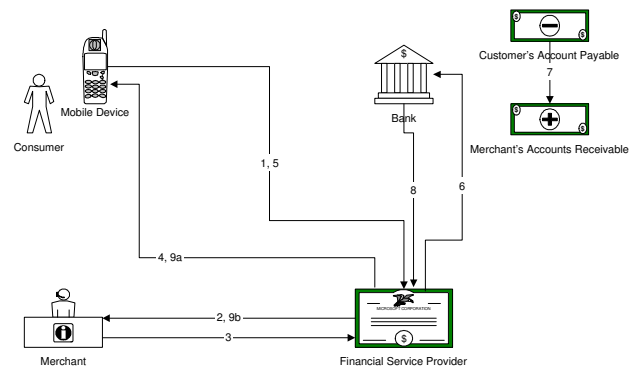 $
$
Customer's Account Payable
7
$
$
Merchant's Accounts Receivable
Mobile Device
Consumer
$
Bank
1, 5
8
6
4, 9a
2, 9b
3
MICROSOFT CORPORATION
$
Merchant
Financial Service Provider